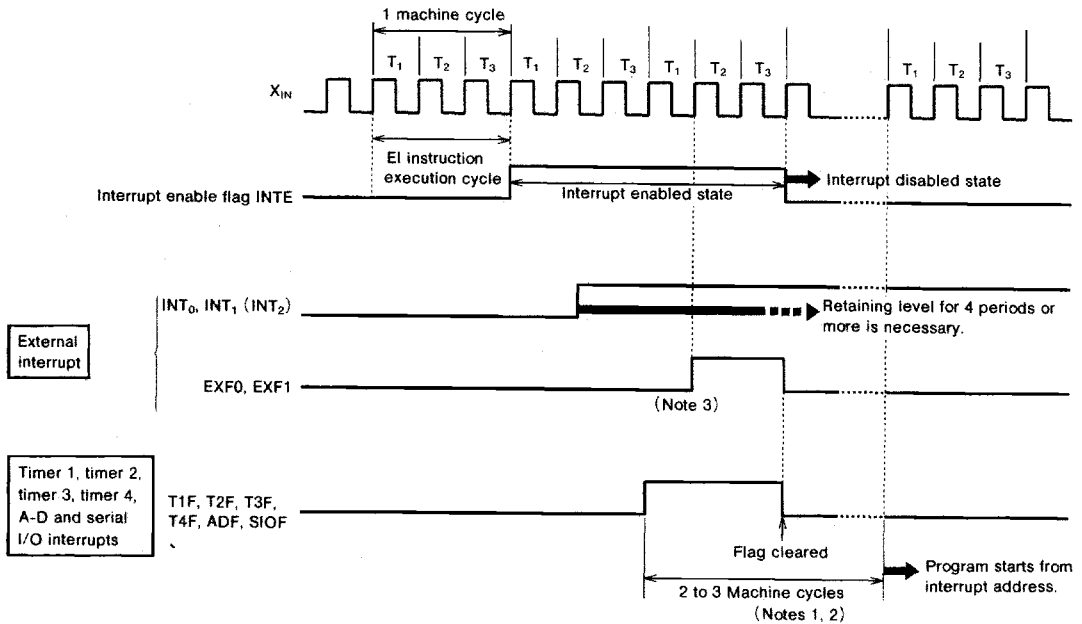 1 machine cycle
T₁ T₂ T₃ T₁ T₂ T₃ T₁ T₂ T₃ T₁ T₂ T₃
X_IN
EI instruction
execution cycle
Interrupt enabled state
Interrupt disabled state
Interrupt enable flag INTE
INT₀, INT₁ (INT₂)
Retaining level for 4 periods or
more is necessary.
External
interrupt
EXF0, EXF1
(Note 3)
Timer 1, timer 2,
timer 3, timer 4,
A-D and serial
I/O interrupts
T1F, T2F, T3F,
T4F, ADF, SIOF
Flag cleared
Program starts from
interrupt address.
2 to 3 Machine cycles
(Notes 1, 2)